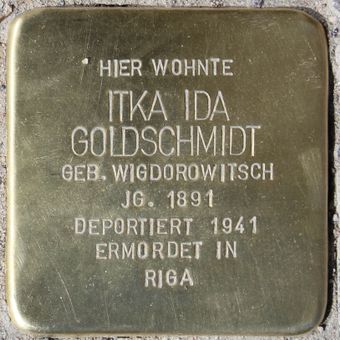 HIER WOHNTE
ITKA IDA
GOLDSCHMIDT
GEB. WIGDOROWITSCH
JG. 1891
DEPORTIERT 1941
ERMORDET IN
RIGA